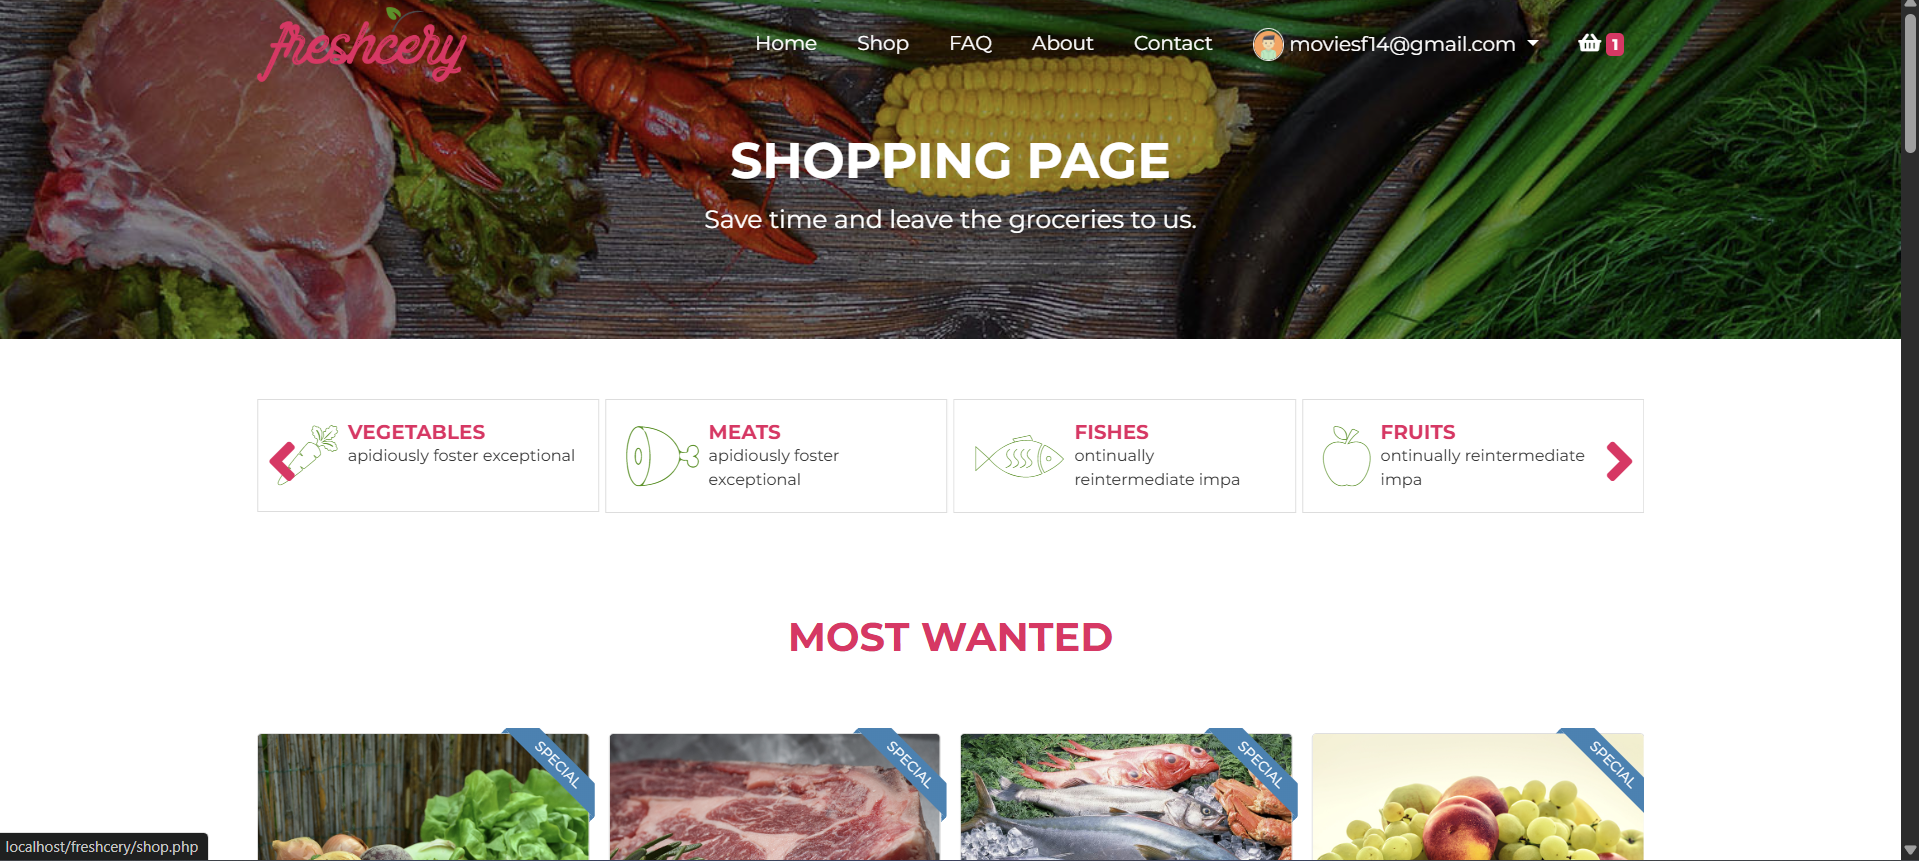 freshcery
Home Shop FAQ About Contact moviesf14@gmail.com 1
SHOPPING PAGE
Save time and leave the groceries to us.
VEGETABLES
apidiously foster exceptional
MEATS
apidiously foster
exceptional
FISHES
ontinually
reintermediate impa
FRUITS
ontinually reintermediate
impa
MOST WANTED
SPECIAL
SPECIAL
SPECIAL
SPECIAL
localhost/freshcery/shop.php